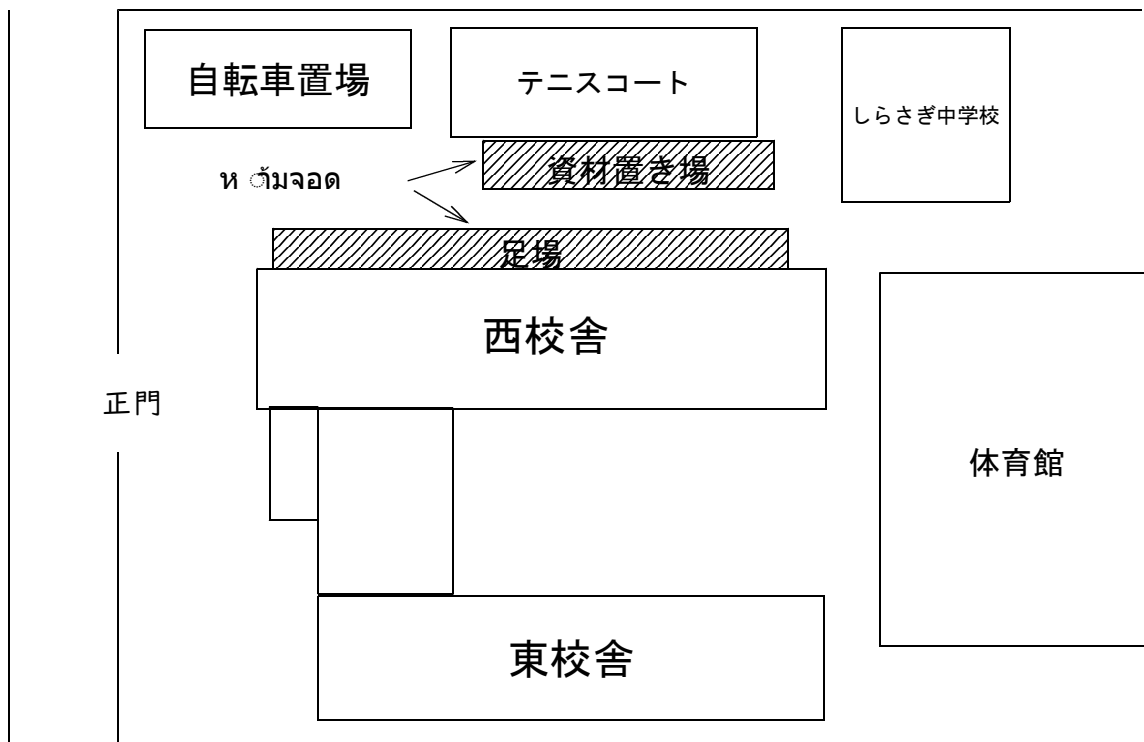 自転車置場
テニスコート
しらさぎ中学校
資材置き場
ห ้ามจอด
足場
西校舎
正門
体育館
東校舎